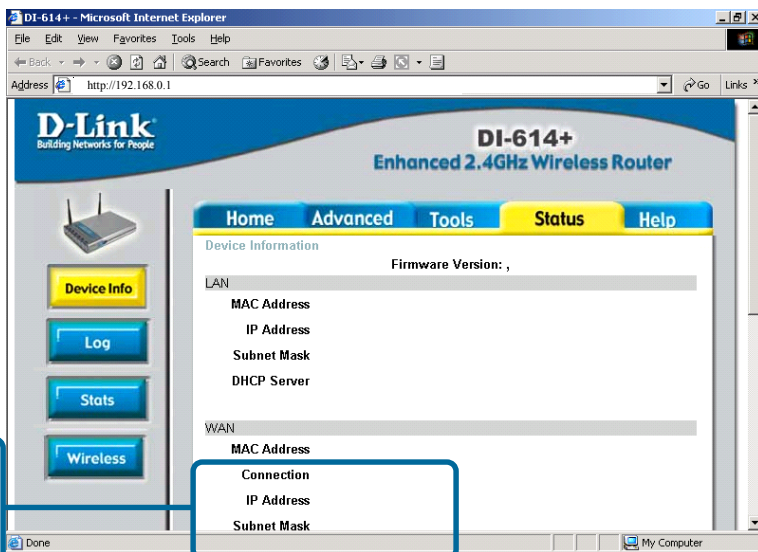 DI-614+ - Microsoft Internet Explorer
File Edit View Favorites Tools Help
Back Search Favorites
Address http://192.168.0.1 Go Links »
D-Link
Building Networks for People
DI-614+
Enhanced 2.4GHz Wireless Router
Home Advanced Tools Status Help
Device Info
Log
Stats
Wireless
Device Information
Firmware Version: ,
LAN
MAC Address
IP Address
Subnet Mask
DHCP Server
WAN
MAC Address
Connection
IP Address
Subnet Mask
Done My Computer